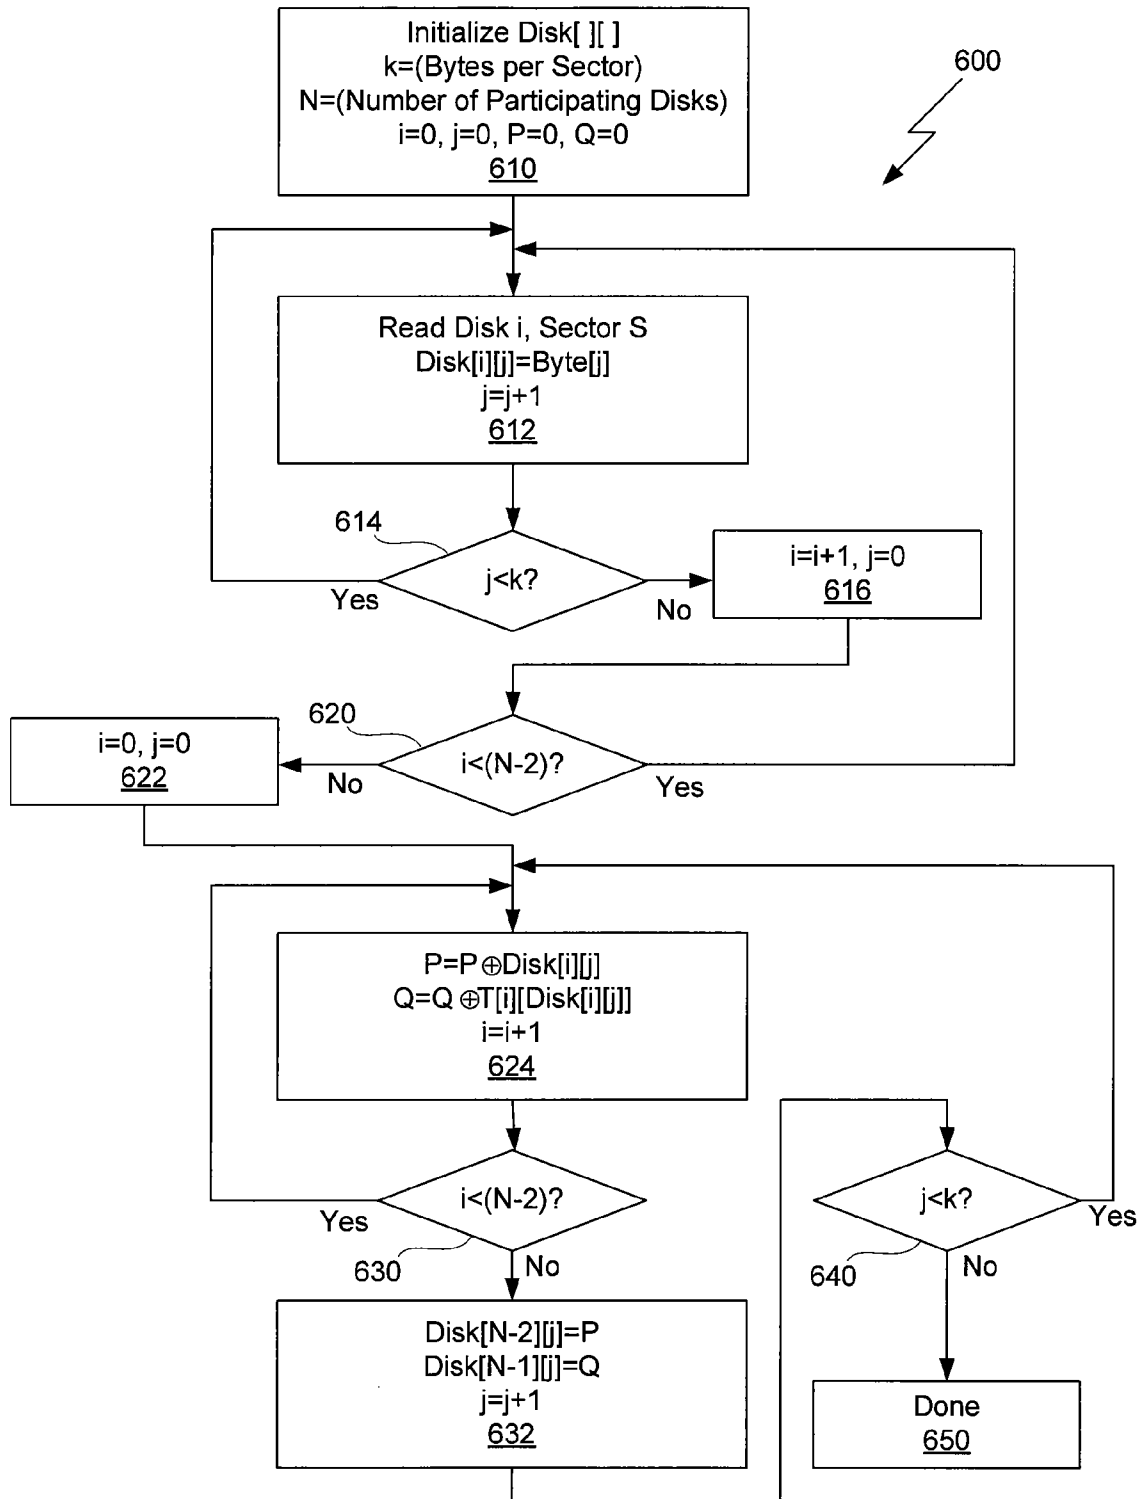 Initialize Disk[ ][ ]
k=(Bytes per Sector)
N=(Number of Participating Disks)
i=0, j=0, P=0, Q=0
610
600
Read Disk i, Sector S
Disk[i][j]=Byte[j]
j=j+1
612
614
j<k?
Yes
No
i=i+1, j=0
616
620
i<(N-2)?
No
Yes
i=0, j=0
622
P=P⊕Disk[i][j]
Q=Q⊕T[i][Disk[i][j]]
i=i+1
624
i<(N-2)?
Yes
630
No
j<k?
Yes
640
No
Disk[N-2][j]=P
Disk[N-1][j]=Q
j=j+1
632
Done
650